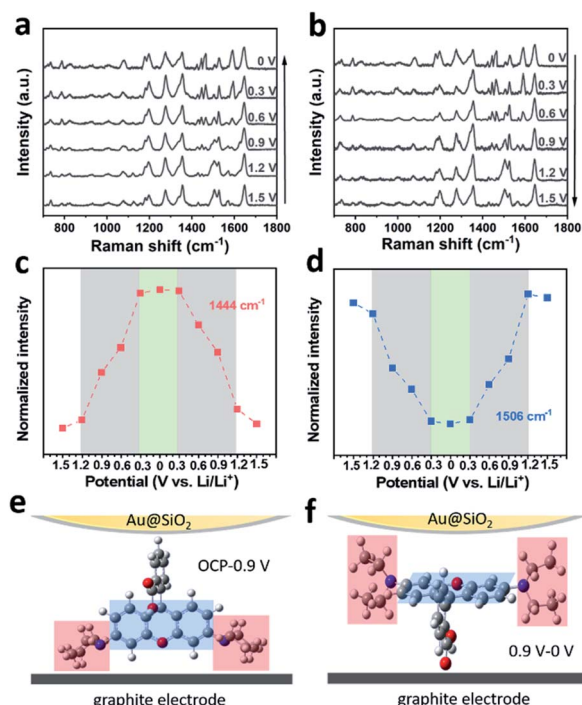 a
Intensity (a.u.)
0 V
0.3 V
0.6 V
0.9 V
1.2 V
1.5 V
800 1000 1200 1400 1600 1800
Raman shift (cm⁻¹)
b
Intensity (a.u.)
0 V
0.3 V
0.6 V
0.9 V
1.2 V
1.5 V
800 1000 1200 1400 1600 1800
Raman shift (cm⁻¹)
c
Normalized intensity
1444 cm⁻¹
1.5 1.2 0.9 0.6 0.3 0 0.3 0.6 0.9 1.2 1.5
Potential (V vs. Li/Li⁺)
d
Normalized intensity
1506 cm⁻¹
1.5 1.2 0.9 0.6 0.3 0 0.3 0.6 0.9 1.2 1.5
Potential (V vs. Li/Li⁺)
e
Au@SiO₂
OCP-0.9 V
graphite electrode
f
Au@SiO₂
0.9 V-0 V
graphite electrode